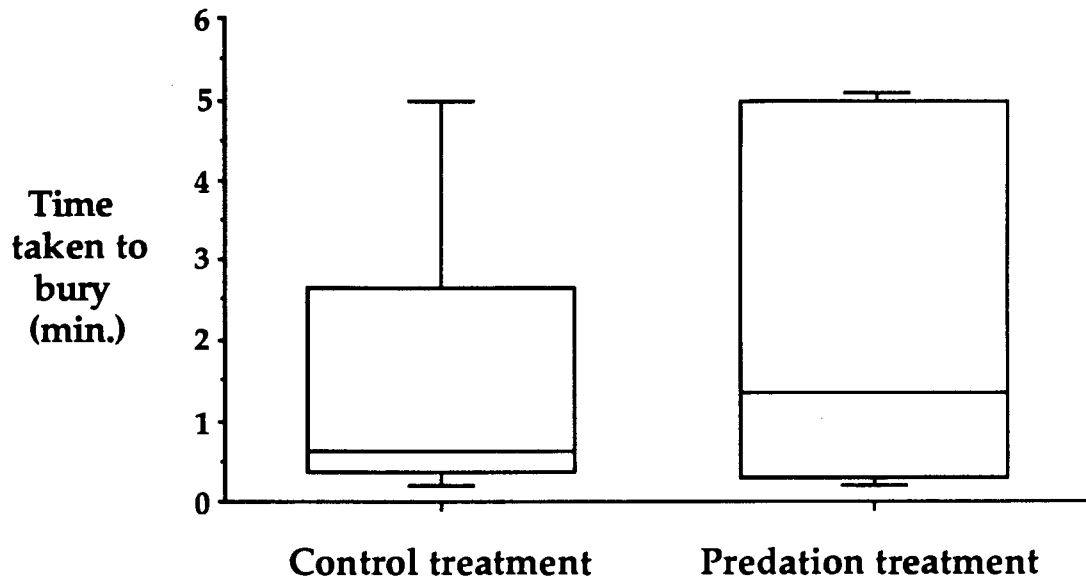 6
5
4
3
2
1
0
Time
taken to
bury
(min.)
Control treatment
Predation treatment